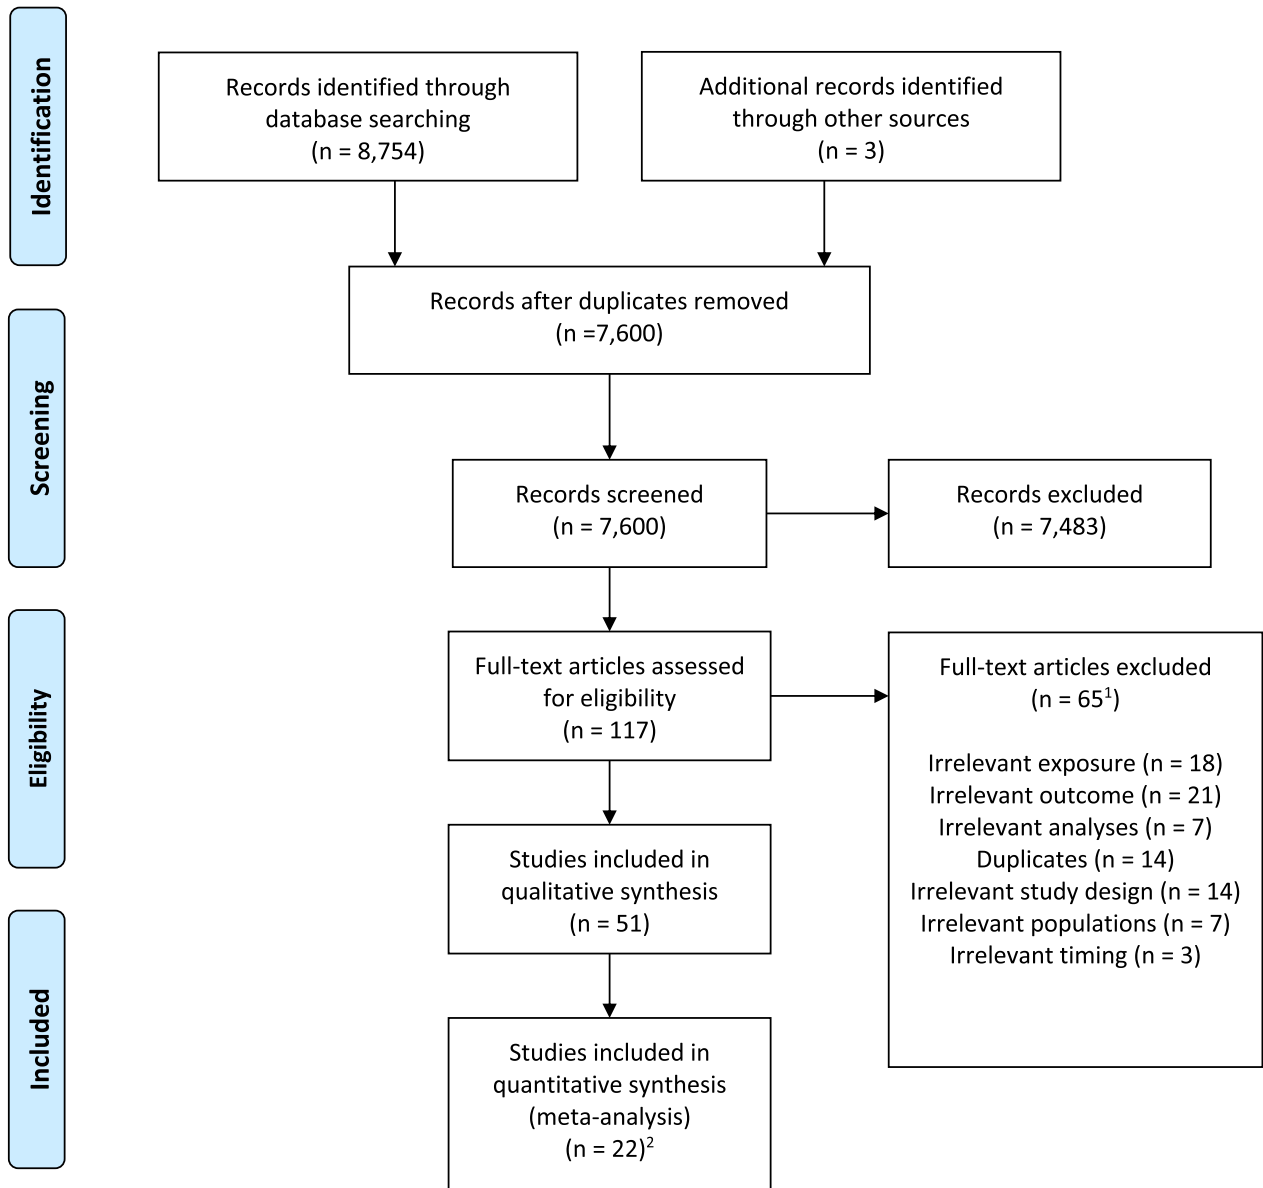 Identification
Records identified through
database searching
(n = 8,754)
Additional records identified
through other sources
(n = 3)
Records after duplicates removed
(n =7,600)
Screening
Records screened
(n = 7,600)
Records excluded
(n = 7,483)
Eligibility
Full-text articles assessed
for eligibility
(n = 117)
Full-text articles excluded
(n = 65¹)
Irrelevant exposure (n = 18)
Irrelevant outcome (n = 21)
Irrelevant analyses (n = 7)
Duplicates (n = 14)
Irrelevant study design (n = 14)
Irrelevant populations (n = 7)
Irrelevant timing (n = 3)
Studies included in
qualitative synthesis
(n = 51)
Included
Studies included in
quantitative synthesis
(meta-analysis)
(n = 22)²